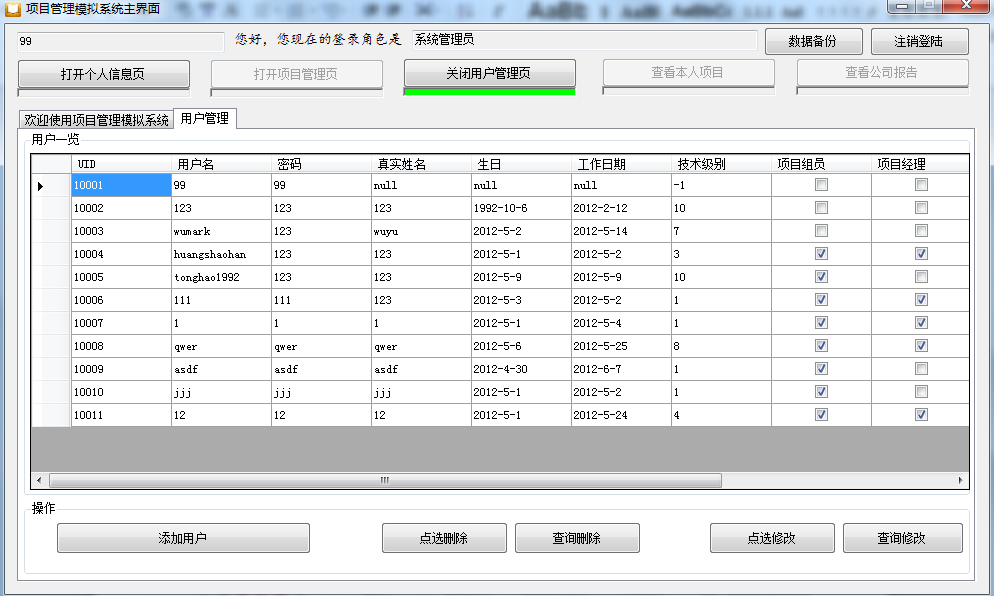 项目管理模拟系统主界面
99 您好，您现在的登录角色是 系统管理员 数据备份 注销登陆
打开个人信息页 打开项目管理页 关闭用户管理页 查看本人项目 查看公司报告
欢迎使用项目管理模拟系统 用户管理
用户一览
UID 用户名 密码 真实姓名 生日 工作日期 技术级别 项目组员 项目经理
10001 99 99 null null null -1
10002 123 123 123 1992-10-6 2012-2-12 10
10003 wumark 123 wuyu 2012-5-2 2012-5-14 7
10004 huangshaohan 123 123 2012-5-1 2012-5-2 3
10005 tonghao1992 123 123 2012-5-9 2012-5-9 10
10006 111 111 123 2012-5-3 2012-5-2 1
10007 1 1 1 2012-5-1 2012-5-4 1
10008 qwer qwer qwer 2012-5-6 2012-5-25 8
10009 asdf asdf asdf 2012-4-30 2012-6-7 1
10010 jjj jjj jjj 2012-5-1 2012-5-2 1
10011 12 12 12 2012-5-1 2012-5-24 4
操作
添加用户 点选删除 查询删除 点选修改 查询修改